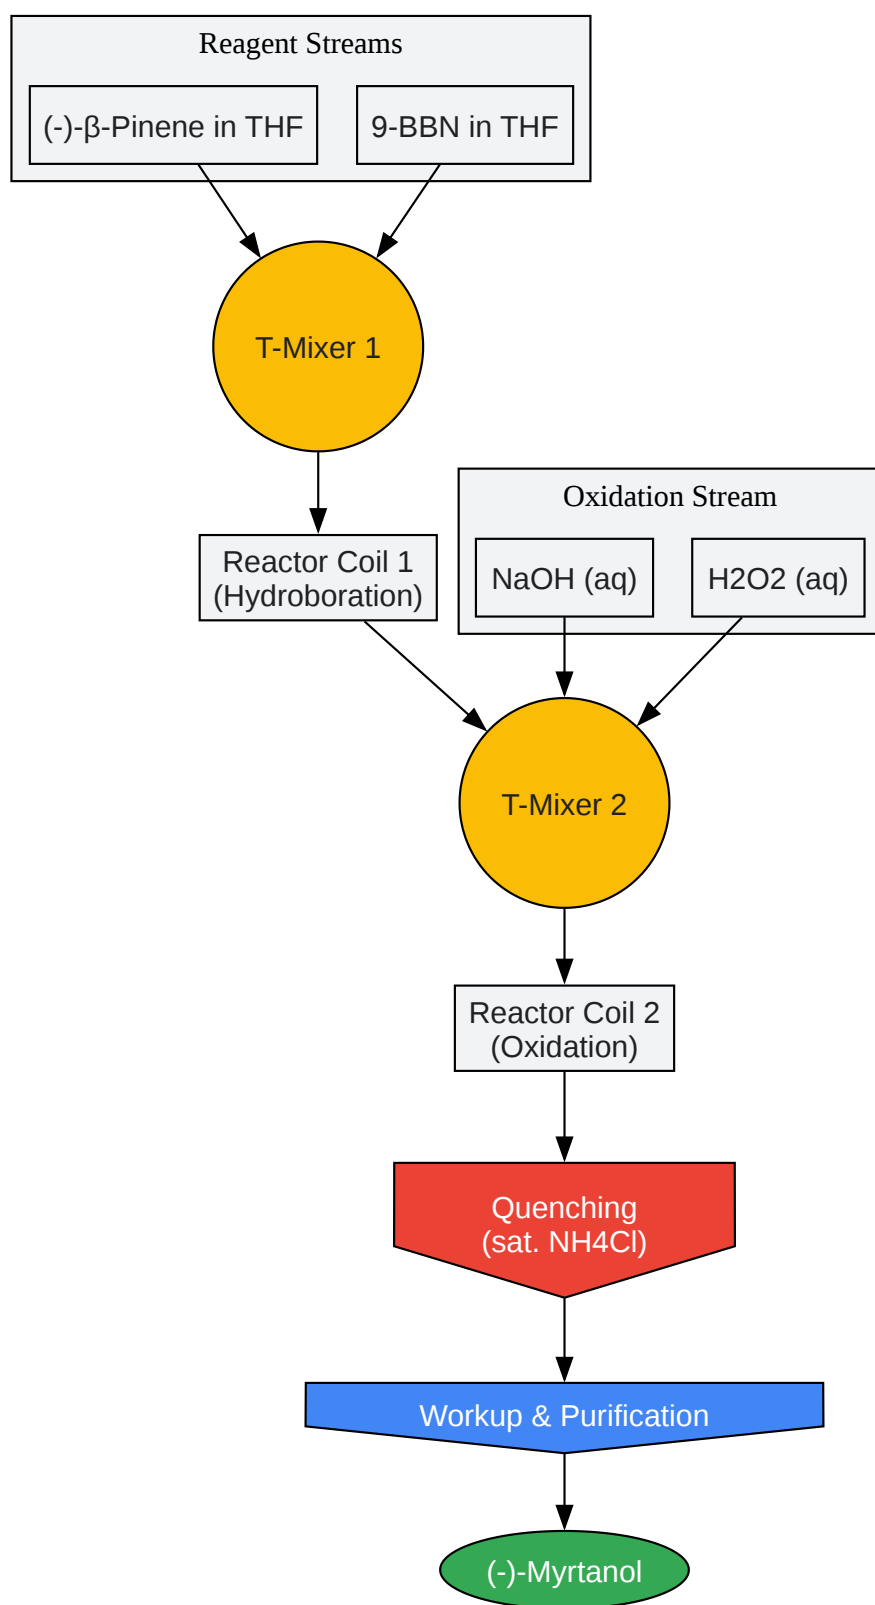 Reagent Streams
(-)-β-Pinene in THF
9-BBN in THF
T-Mixer 1
Reactor Coil 1
(Hydroboration)
Oxidation Stream
NaOH (aq)
H2O2 (aq)
T-Mixer 2
Reactor Coil 2
(Oxidation)
Quenching
(sat. NH4Cl)
Workup & Purification
(-)-Myrtanol